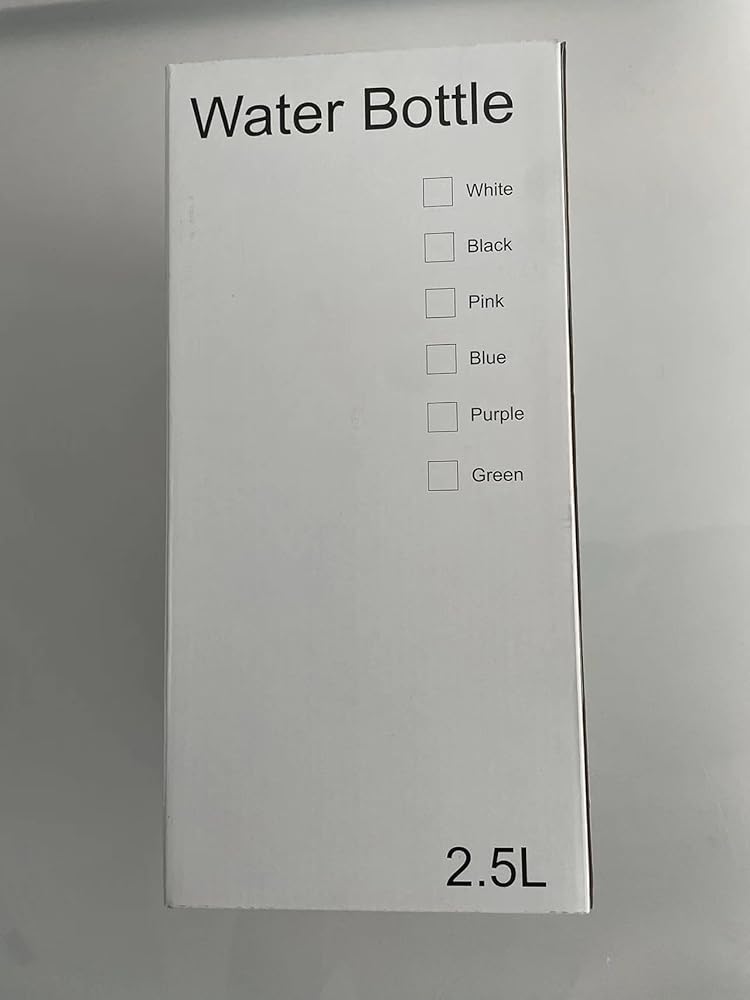 Water Bottle
White
Black
Pink
Blue
Purple
Green
2.5L